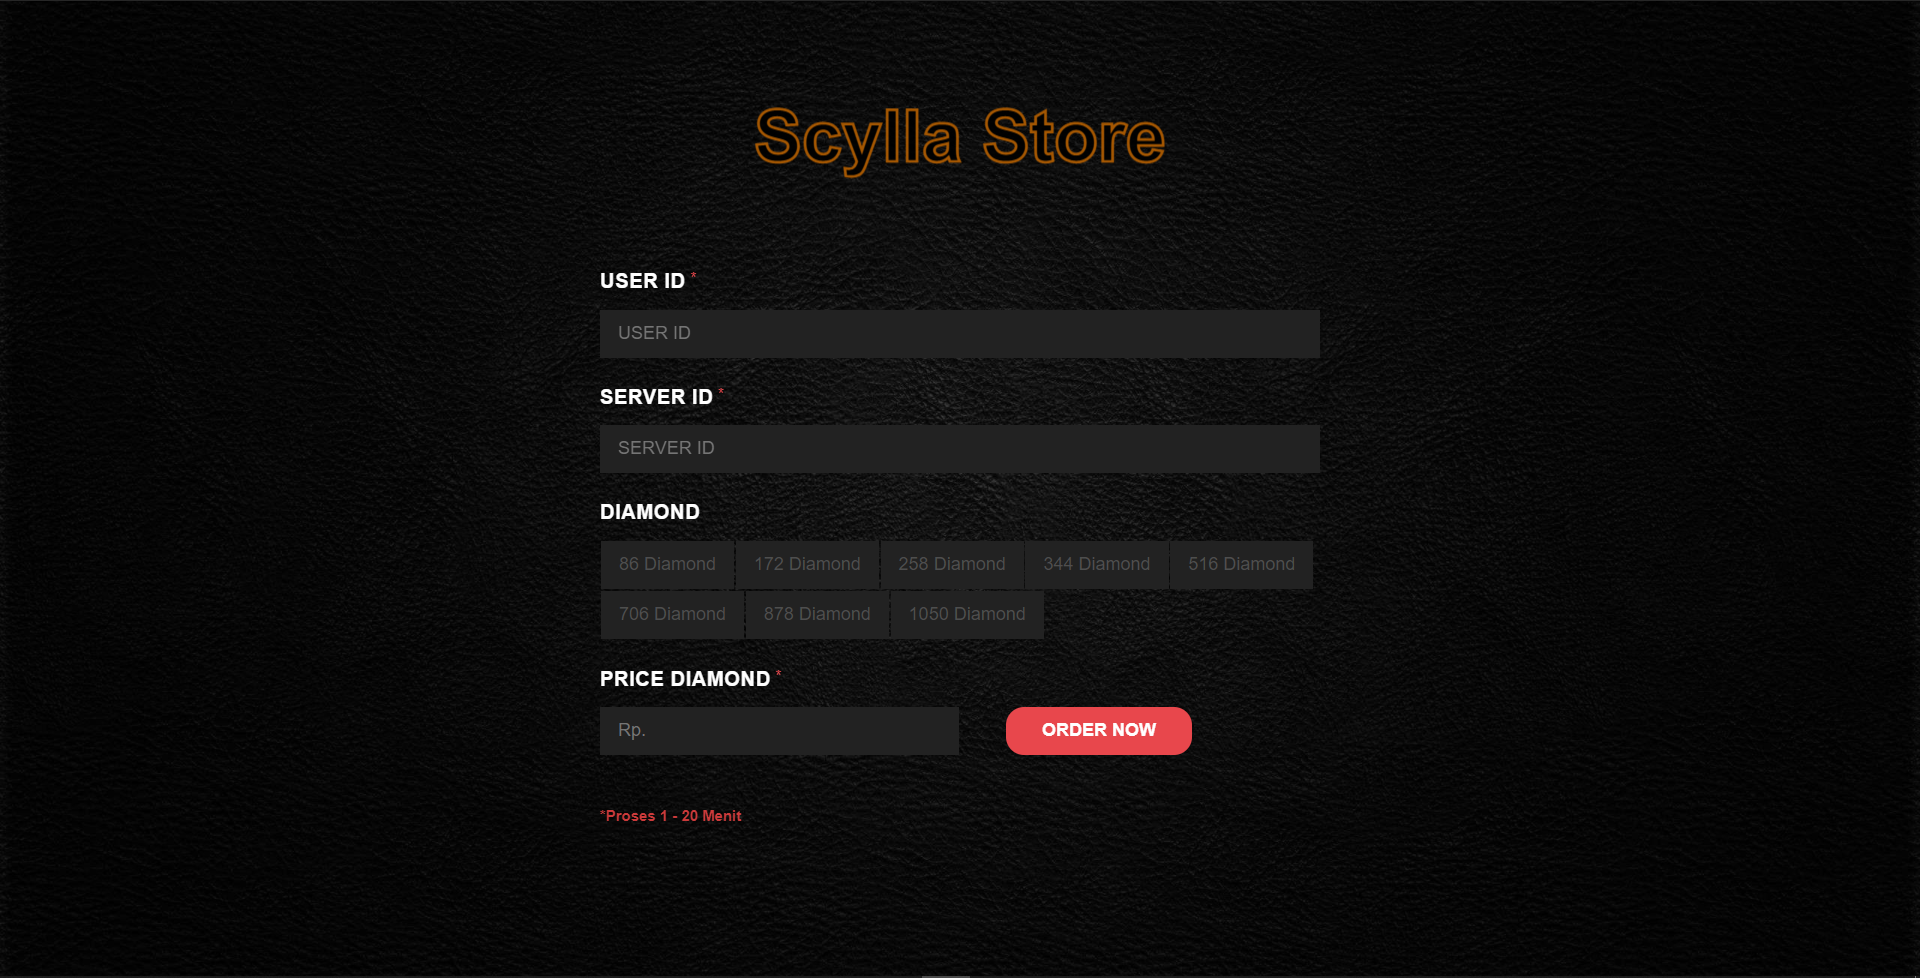 Scylla Store
USER ID *
USER ID
SERVER ID *
SERVER ID
DIAMOND
86 Diamond 172 Diamond 258 Diamond 344 Diamond 516 Diamond
706 Diamond 878 Diamond 1050 Diamond
PRICE DIAMOND *
Rp. ORDER NOW
*Proses 1 - 20 Menit